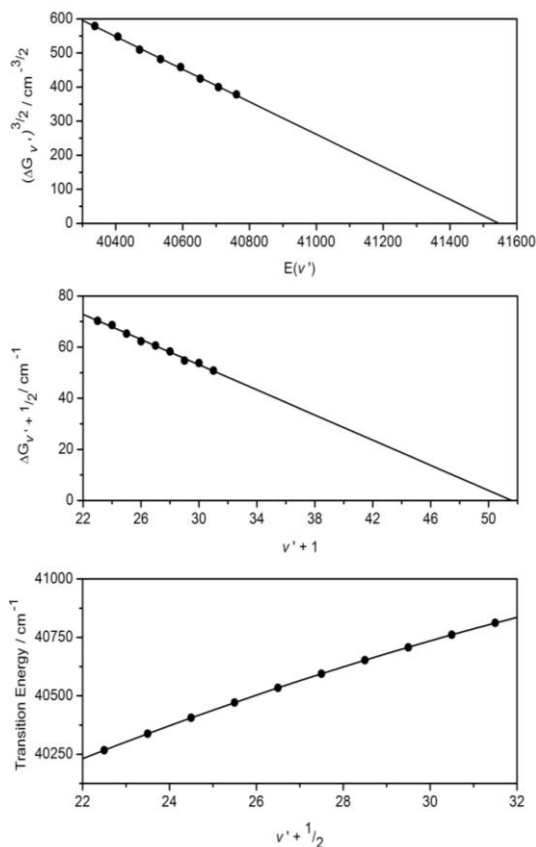 600
500
400
300
200
100
0
(ΔG v' ) 3/2 / cm -3/2
40400 40600 40800 41000 41200 41400 41600
E(v')
80
60
40
20
0
ΔG v' + 1/2 / cm -1
22 26 30 34 38 42 46 50
v' + 1
41000
40750
40500
40250
Transition Energy / cm -1
22 24 26 28 30 32
v' + 1/2